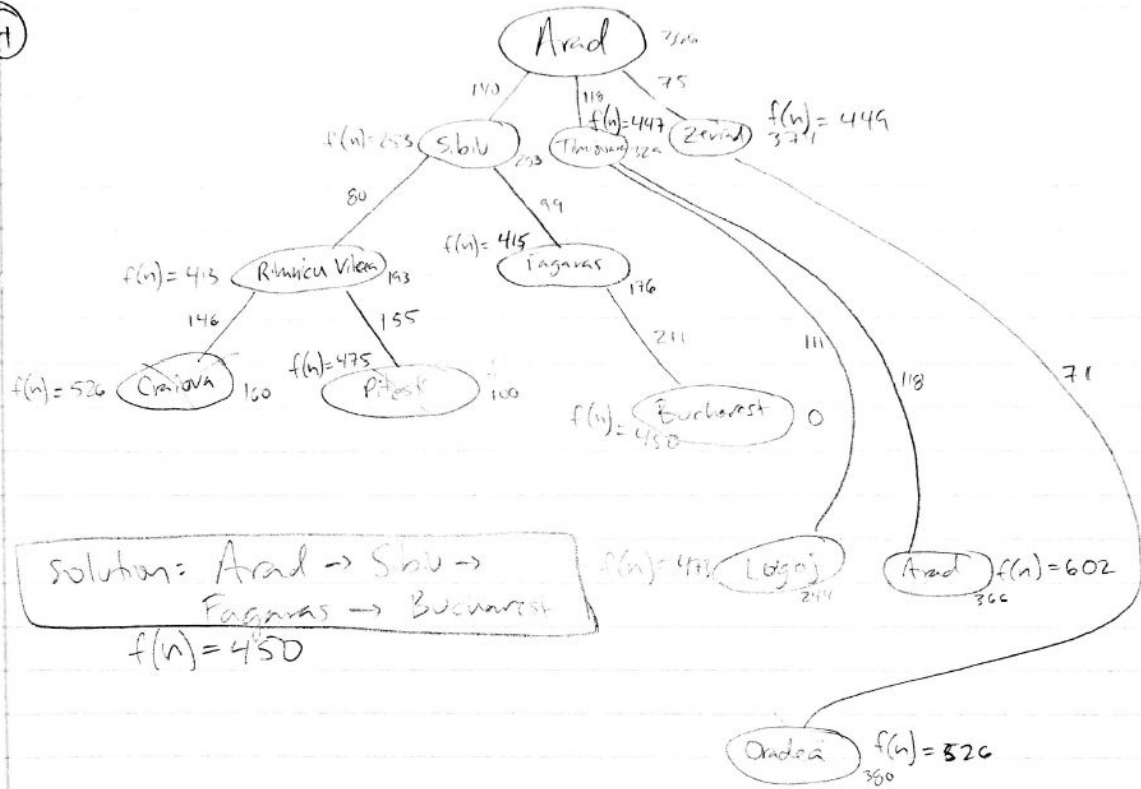 Arad
140
118
75
f(n)=253
Sibiu
253
f(n)=447
329
Zerind
f(n)=449
374
80
99
f(n)=413
Rimnicu Vilcea
193
f(n)=415
Fagaras
176
146
155
211
111
118
71
f(n)=526
Craiova
160
f(n)=475
Pitesti
100
f(n)=450
Bucharest
0
solution: Arad → Sibiu →
Fagaras → Bucharest
f(n)=450
f(n)=473
Lugoj
244
Arad
366
f(n)=602
Oradea
380
f(n)=526